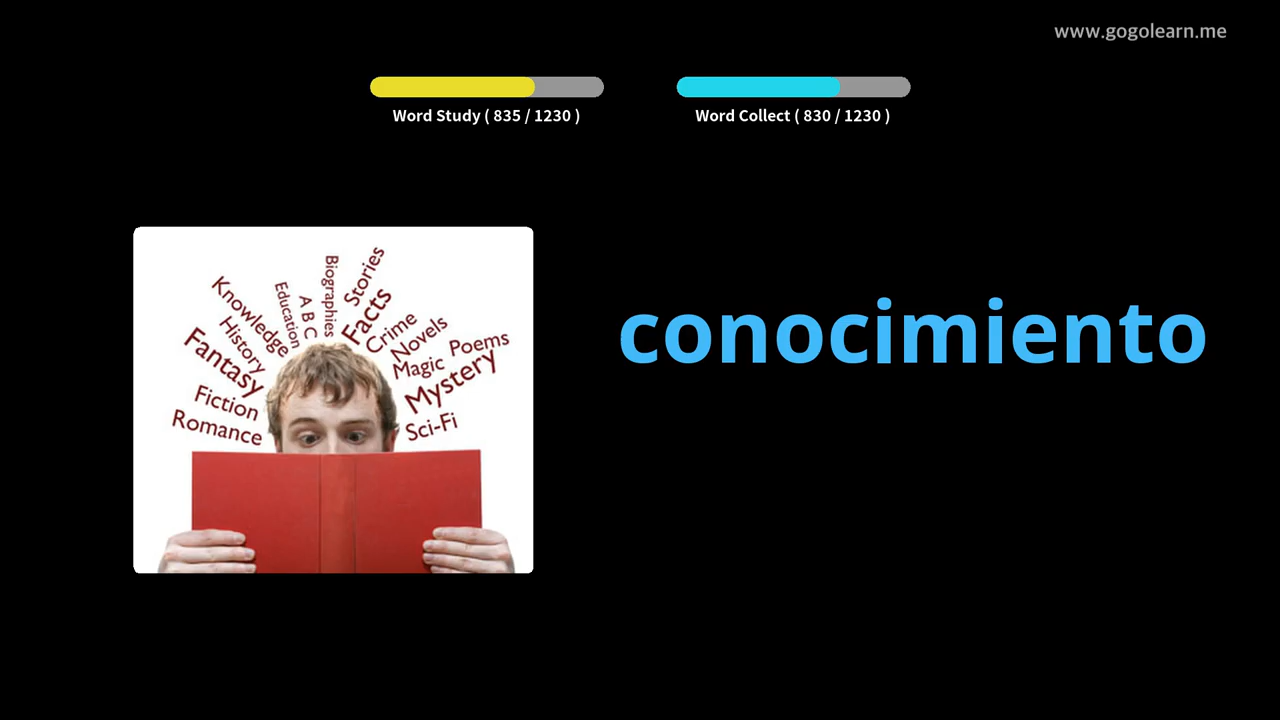 www.gogolearn.me
Word Study ( 835 / 1230 )
Word Collect ( 830 / 1230 )
Stories
Biographies
Facts
Education
A B C
Knowledge
Crime
History
Novels
Poems
Fantasy
Magic
Mystery
Fiction
Romance
Sci-Fi
conocimiento